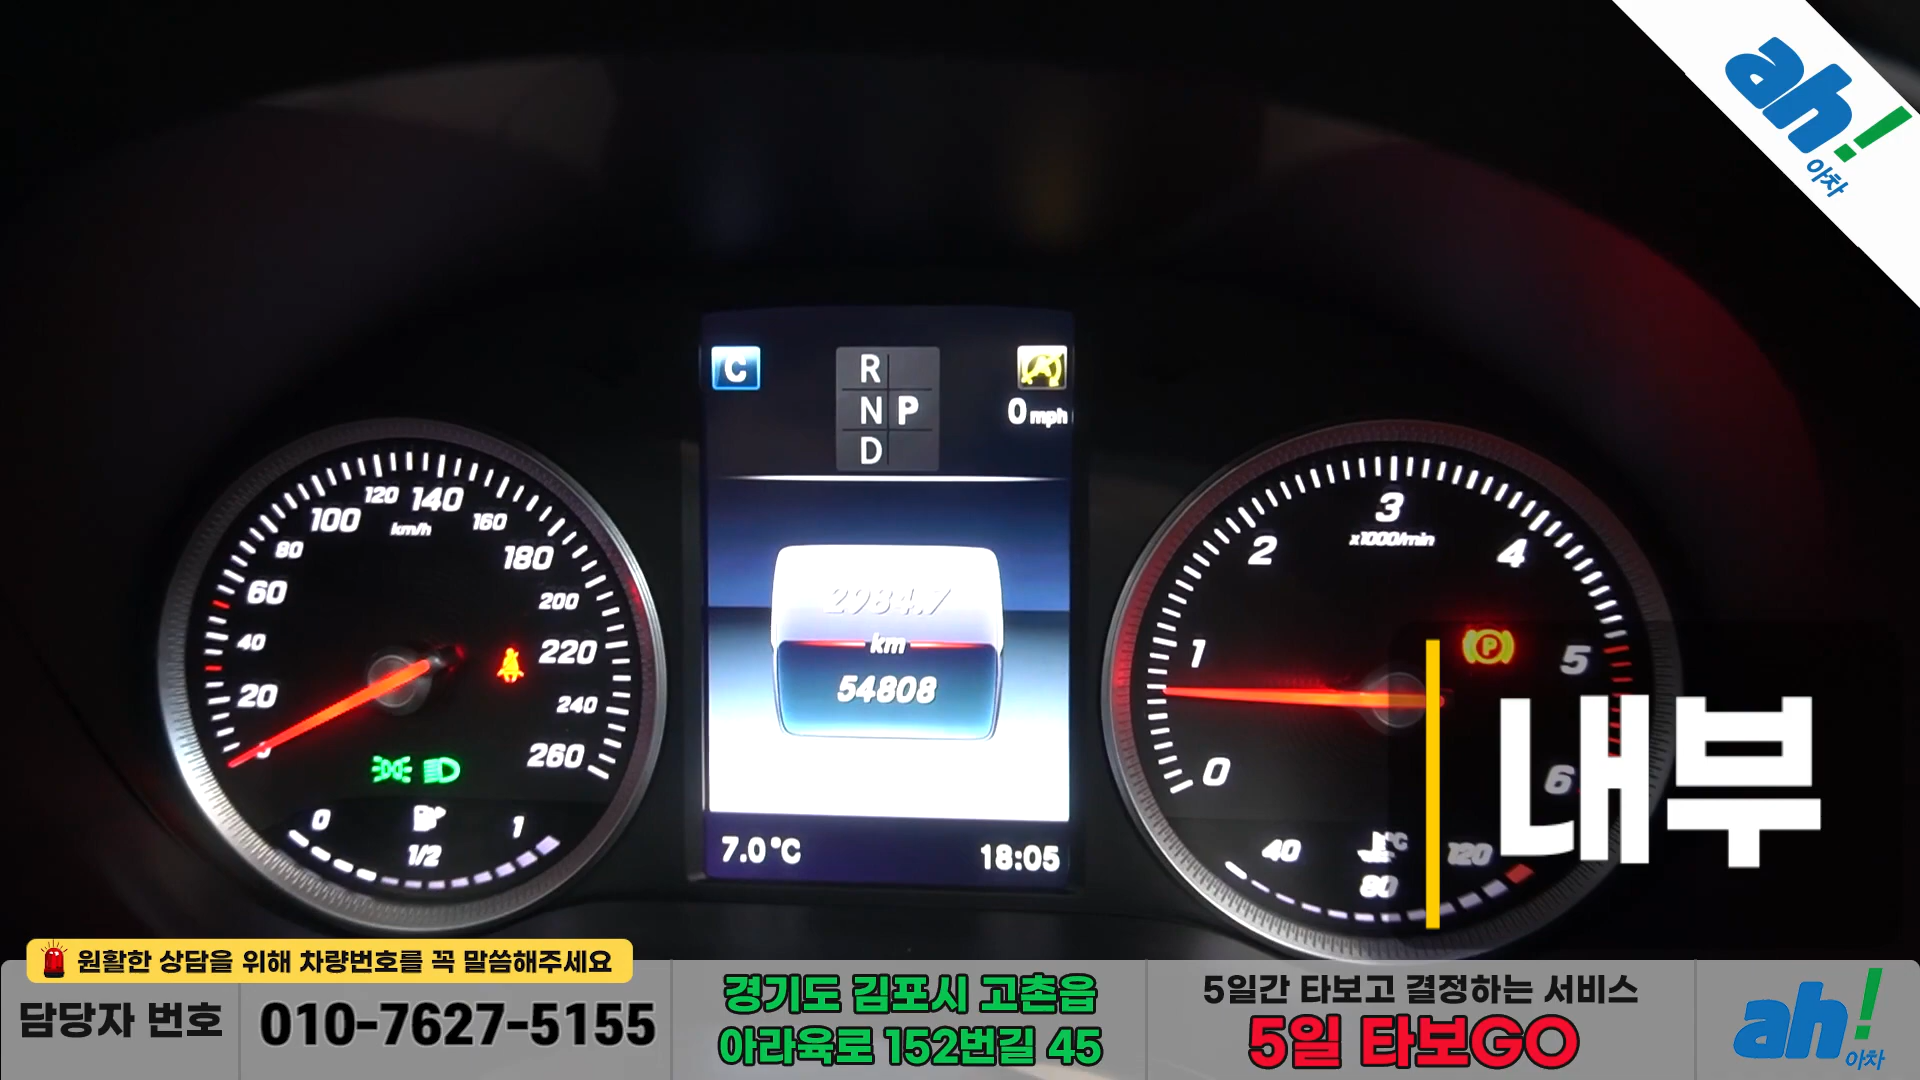 ah!
아차
C
R
N P
D
A
0 mph
20
40
60
80
100
120
140
160
180
200
220
240
260
km/h
0
1/2
1
2984.7
km
54808
7.0°C
18:05
0
1
2
3
4
5
6
x1000/min
P
40
80
120
°C
내부
원활한 상담을 위해 차량번호를 꼭 말씀해주세요
담당자 번호
010-7627-5155
경기도 김포시 고촌읍
아라육로 152번길 45
5일간 타보고 결정하는 서비스
5일 타보GO
ah!
아차